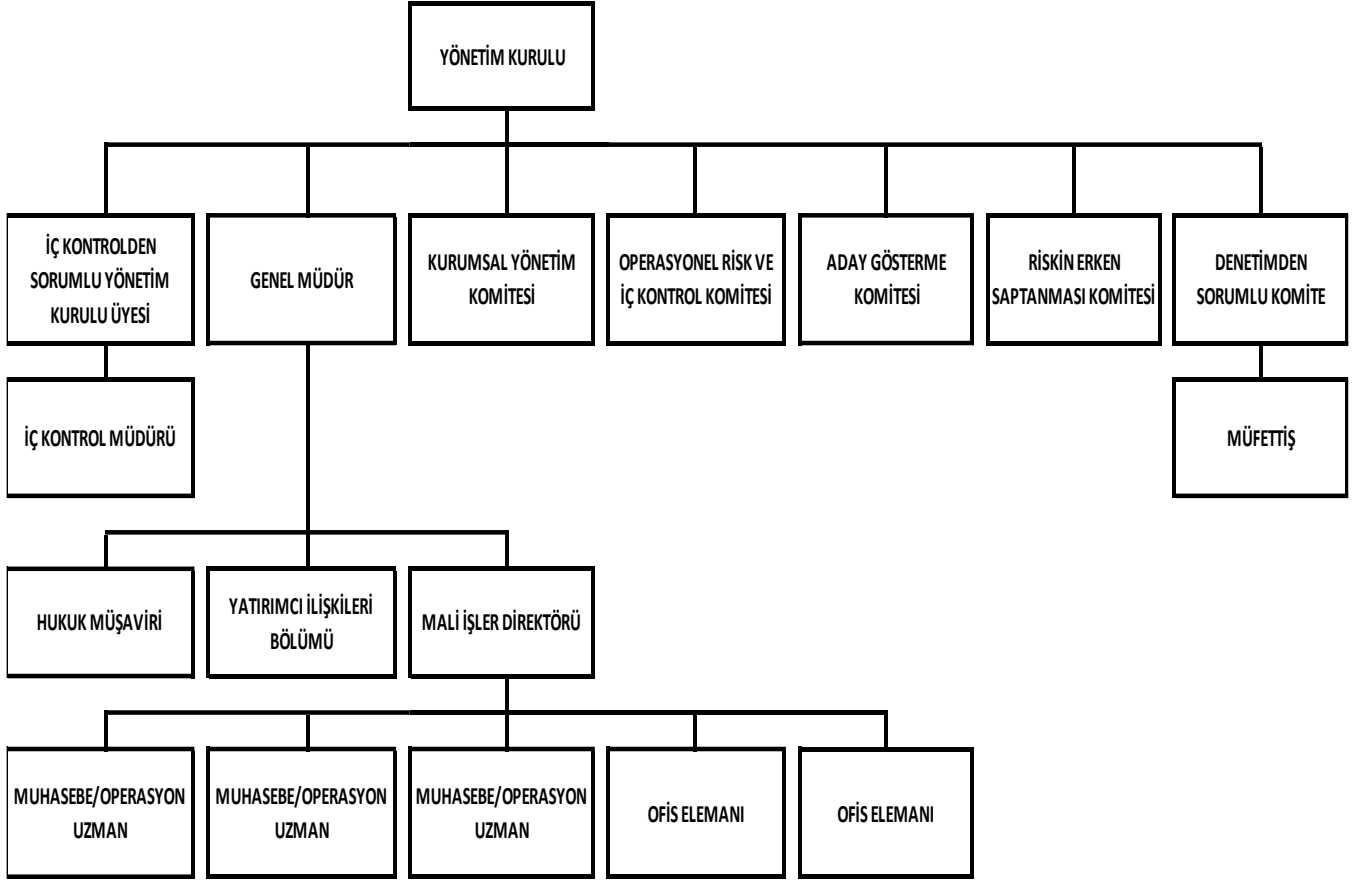 YÖNETİM KURULU
İÇ KONTROLDEN
SORUMLU YÖNETİM
KURULU ÜYESİ
GENEL MÜDÜR
KURUMSAL YÖNETİM
KOMİTESİ
OPERASYONEL RİSK VE
İÇ KONTROL KOMİTESİ
ADAY GÖSTERME
KOMİTESİ
RİSKİN ERKEN
SAPTANMASI KOMİTESİ
DENETİMDEN
SORUMLU KOMİTE
İÇ KONTROL MÜDÜRÜ
MÜFETTİŞ
HUKUK MÜŞAVİRİ
YATIRIMCI İLİŞKİLERİ
BÖLÜMÜ
MALİ İŞLER DİREKTÖRÜ
MUHASEBE/OPERASYON
UZMAN
MUHASEBE/OPERASYON
UZMAN
MUHASEBE/OPERASYON
UZMAN
OFİS ELEMANI
OFİS ELEMANI